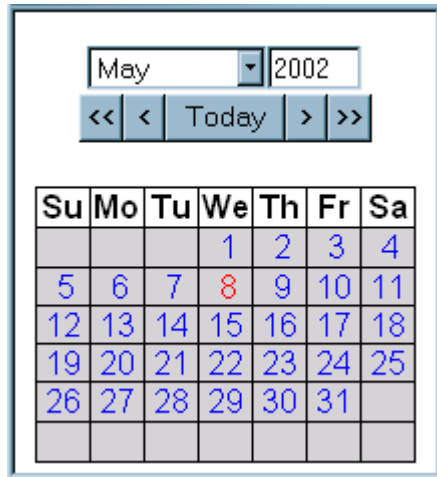 May 2002
<< < Today > >>
Su Mo Tu We Th Fr Sa
1 2 3 4
5 6 7 8 9 10 11
12 13 14 15 16 17 18
19 20 21 22 23 24 25
26 27 28 29 30 31